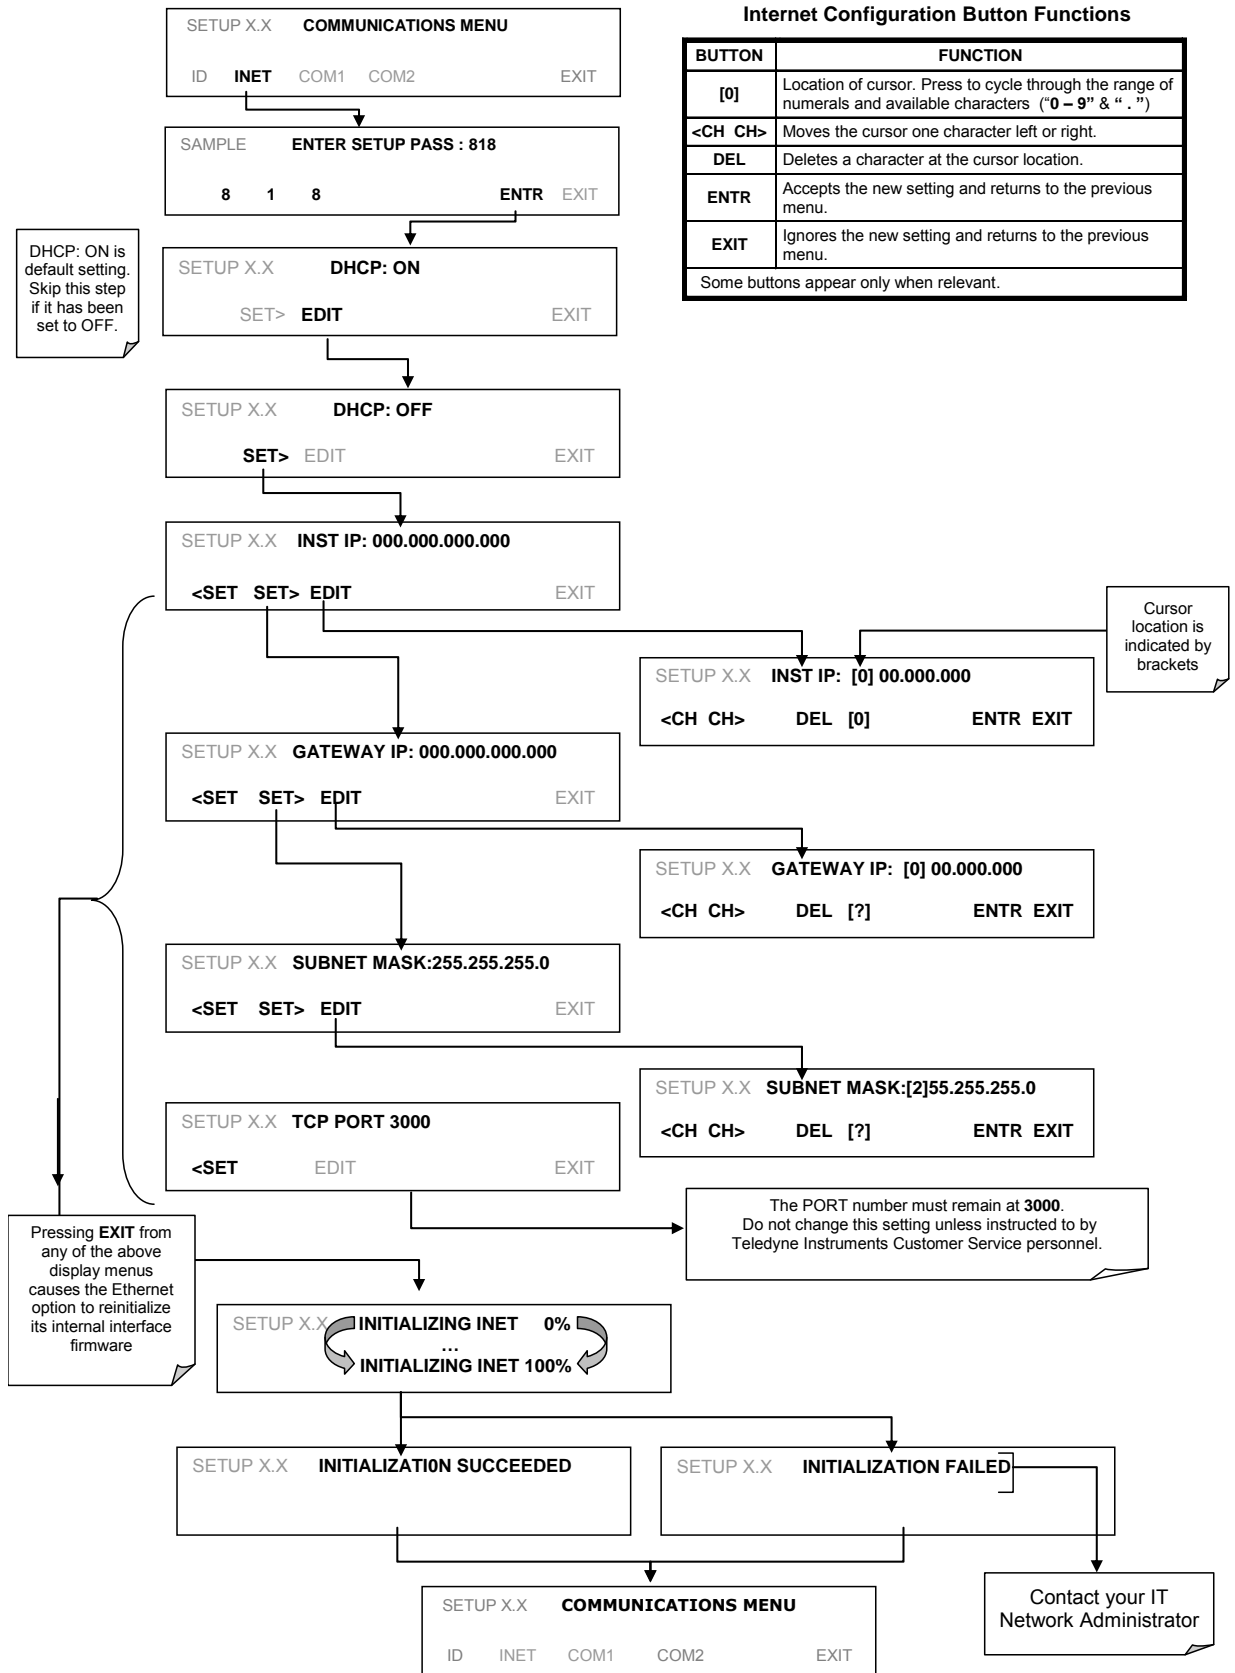 SETUP X.X COMMUNICATIONS MENU
ID INET COM1 COM2 EXIT
Internet Configuration Button Functions
BUTTON FUNCTION
[0] Location of cursor. Press to cycle through the range of
numerals and available characters (“0 – 9” & “ . ”)
<CH CH> Moves the cursor one character left or right.
DEL Deletes a character at the cursor location.
ENTR Accepts the new setting and returns to the previous
menu.
EXIT Ignores the new setting and returns to the previous
menu.
Some buttons appear only when relevant.
SAMPLE ENTER SETUP PASS : 818
8 1 8 ENTR EXIT
DHCP: ON is
default setting.
Skip this step
if it has been
set to OFF.
SETUP X.X DHCP: ON
SET> EDIT EXIT
SETUP X.X DHCP: OFF
SET> EDIT EXIT
SETUP X.X INST IP: 000.000.000.000
<SET SET> EDIT EXIT
Cursor
location is
indicated by
brackets
SETUP X.X INST IP: [0] 00.000.000
<CH CH> DEL [0] ENTR EXIT
SETUP X.X GATEWAY IP: 000.000.000.000
<SET SET> EDIT EXIT
SETUP X.X GATEWAY IP: [0] 00.000.000
<CH CH> DEL [?] ENTR EXIT
SETUP X.X SUBNET MASK:255.255.255.0
<SET SET> EDIT EXIT
SETUP X.X SUBNET MASK:[2]55.255.255.0
<CH CH> DEL [?] ENTR EXIT
SETUP X.X TCP PORT 3000
<SET EDIT EXIT
The PORT number must remain at 3000.
Do not change this setting unless instructed to by
Teledyne Instruments Customer Service personnel.
Pressing EXIT from
any of the above
display menus
causes the Ethernet
option to reinitialize
its internal interface
firmware
SETUP X.X INITIALIZING INET 0%
…
INITIALIZING INET 100%
SETUP X.X INITIALIZATI0N SUCCEEDED
SETUP X.X INITIALIZATION FAILED
Contact your IT
Network Administrator
SETUP X.X COMMUNICATIONS MENU
ID INET COM1 COM2 EXIT